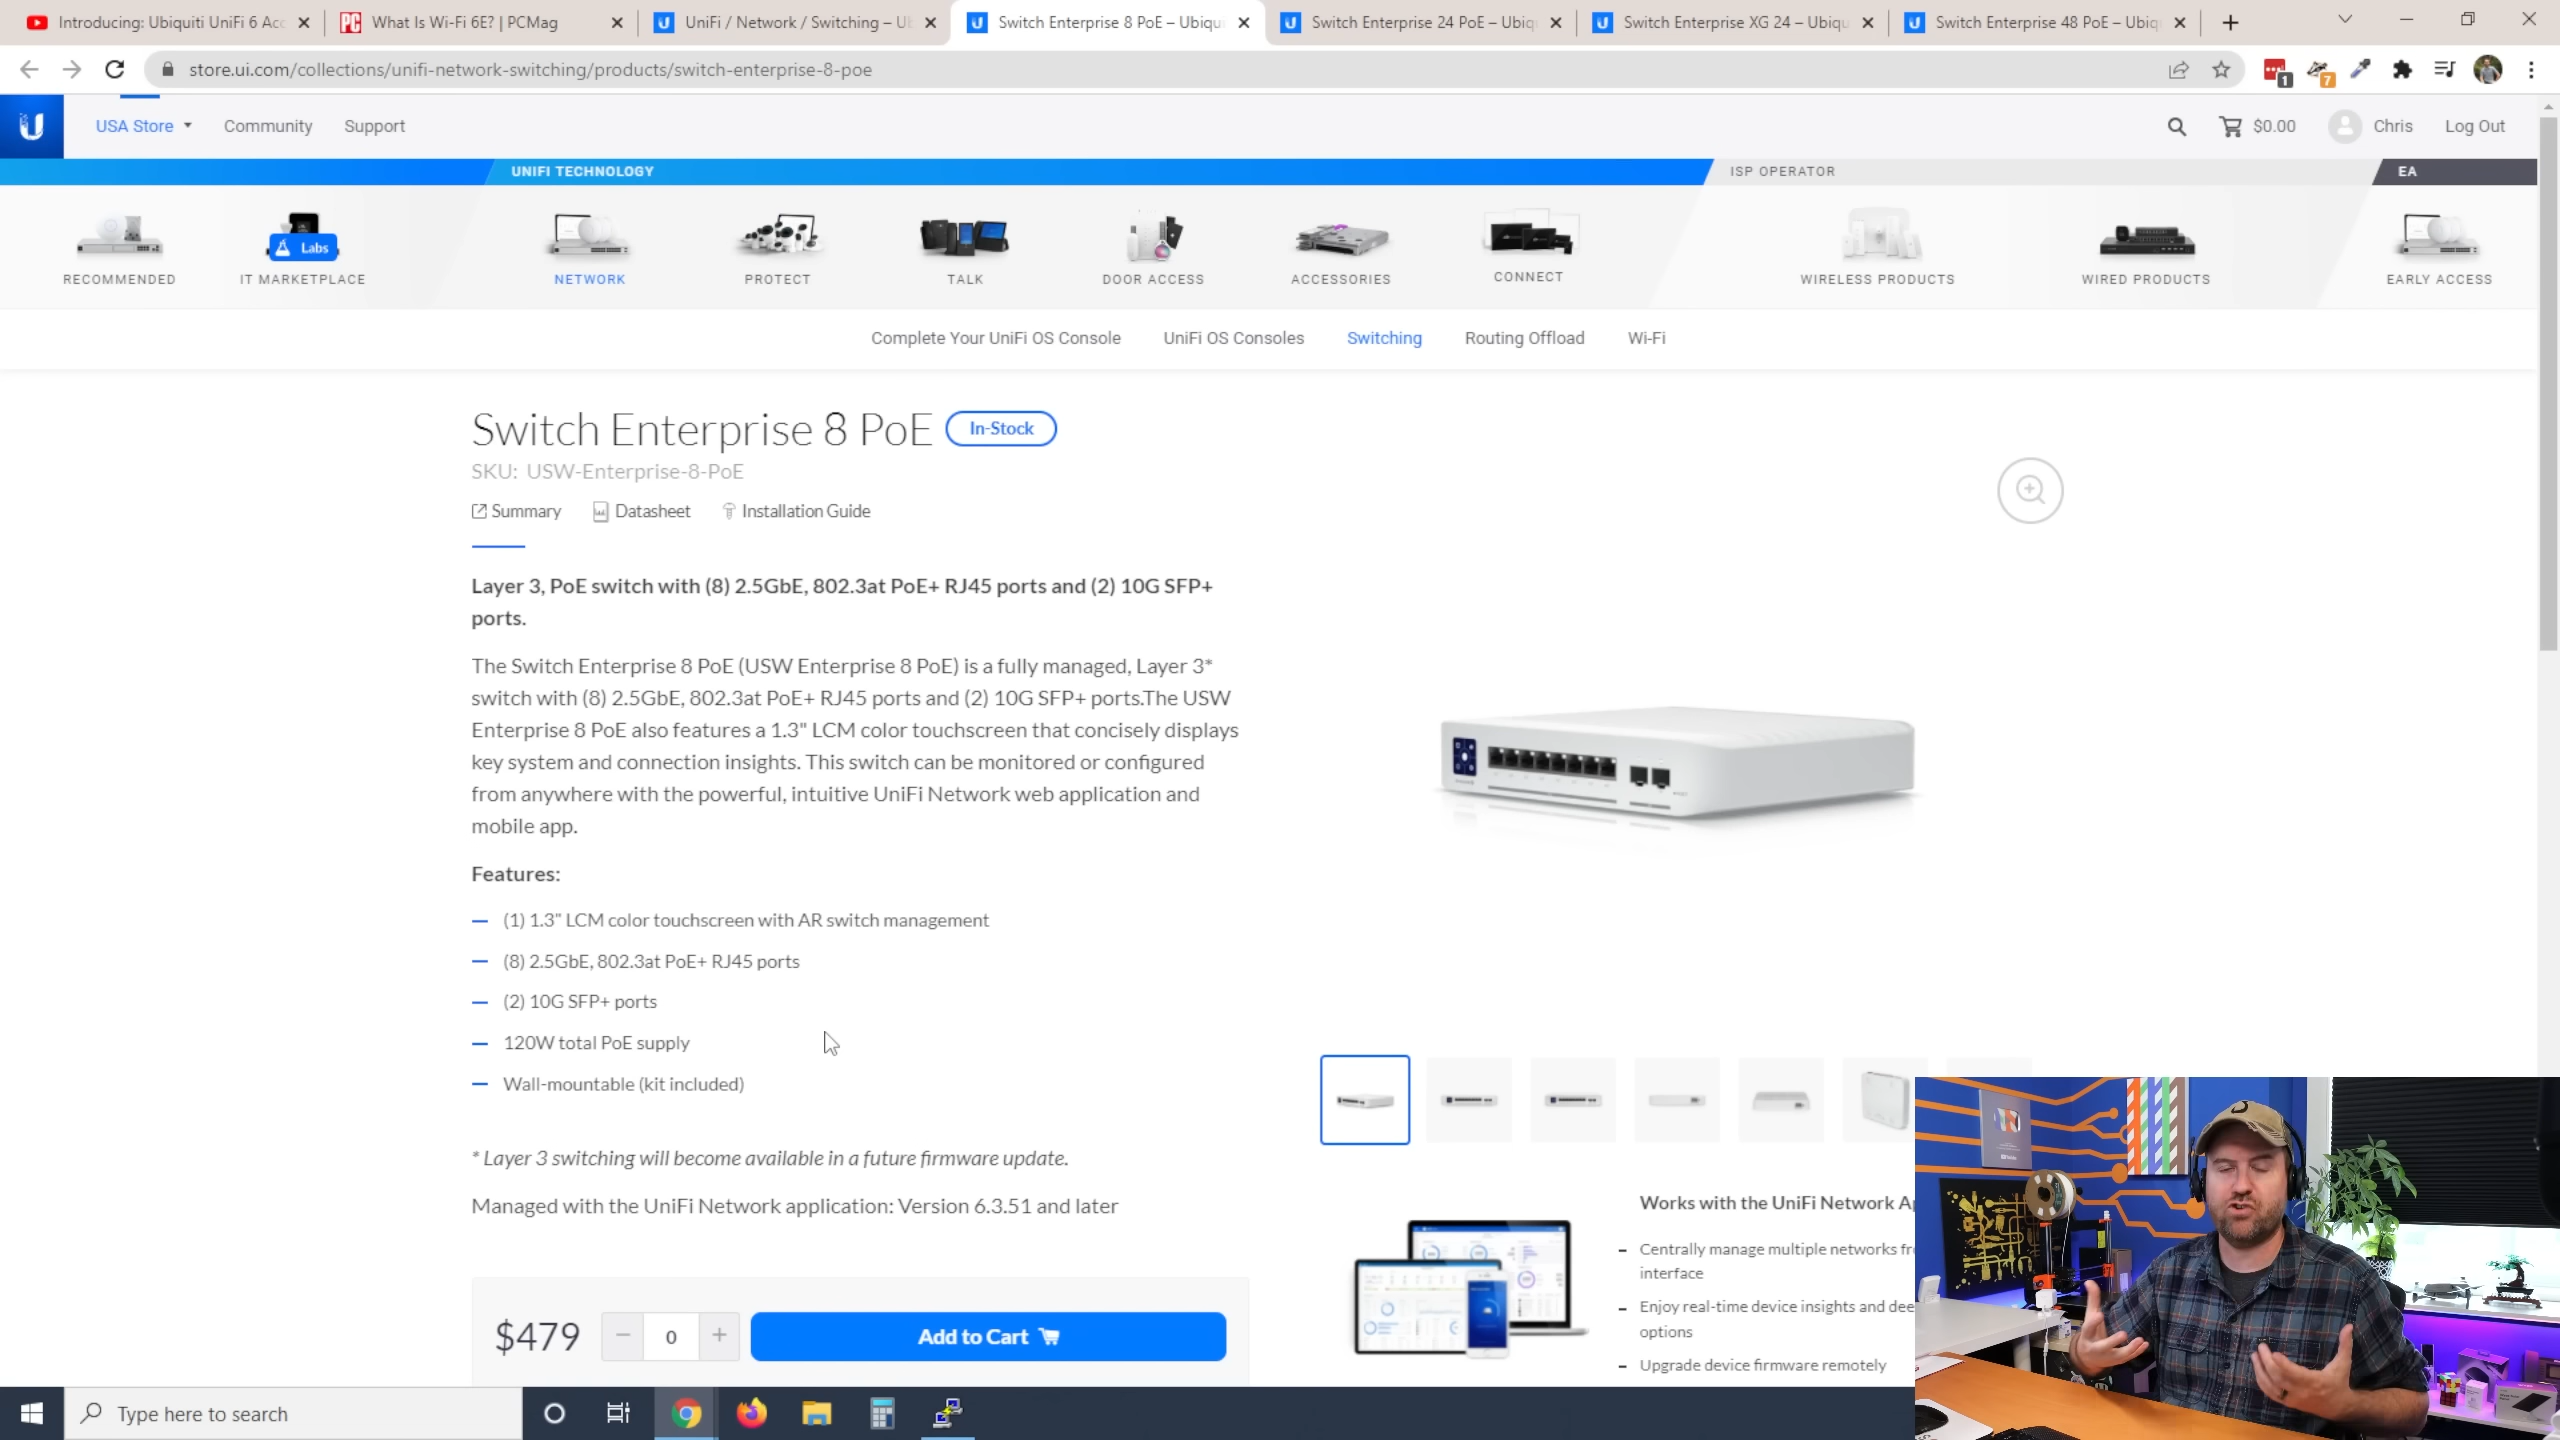 Introducing: Ubiquiti UniFi 6 Acc
What Is Wi-Fi 6E? | PCMag
UniFi / Network / Switching – Ub
Switch Enterprise 8 PoE – Ubiqu
Switch Enterprise 24 PoE – Ubiq
Switch Enterprise XG 24 – Ubiqu
Switch Enterprise 48 PoE – Ubiq
store.ui.com/collections/unifi-network-switching/products/switch-enterprise-8-poe
1
7
USA Store
Community
Support
$0.00
Chris
Log Out
UNIFI TECHNOLOGY
ISP OPERATOR
EA
Labs
RECOMMENDED
IT MARKETPLACE
NETWORK
PROTECT
TALK
DOOR ACCESS
ACCESSORIES
CONNECT
WIRELESS PRODUCTS
WIRED PRODUCTS
EARLY ACCESS
Complete Your UniFi OS Console
UniFi OS Consoles
Switching
Routing Offload
Wi-Fi
Switch Enterprise 8 PoE
In-Stock
SKU: USW-Enterprise-8-PoE
Summary
Datasheet
Installation Guide
Layer 3, PoE switch with (8) 2.5GbE, 802.3at PoE+ RJ45 ports and (2) 10G SFP+
ports.
The Switch Enterprise 8 PoE (USW Enterprise 8 PoE) is a fully managed, Layer 3*
switch with (8) 2.5GbE, 802.3at PoE+ RJ45 ports and (2) 10G SFP+ ports.The USW
Enterprise 8 PoE also features a 1.3" LCM color touchscreen that concisely displays
key system and connection insights. This switch can be monitored or configured
from anywhere with the powerful, intuitive UniFi Network web application and
mobile app.
Features:
(1) 1.3" LCM color touchscreen with AR switch management
(8) 2.5GbE, 802.3at PoE+ RJ45 ports
(2) 10G SFP+ ports
120W total PoE supply
Wall-mountable (kit included)
* Layer 3 switching will become available in a future firmware update.
Managed with the UniFi Network application: Version 6.3.51 and later
$479
− 0 +
Add to Cart
Works with the UniFi Network A
- Centrally manage multiple networks fr
interface
- Enjoy real-time device insights and dee
options
- Upgrade device firmware remotely
Type here to search